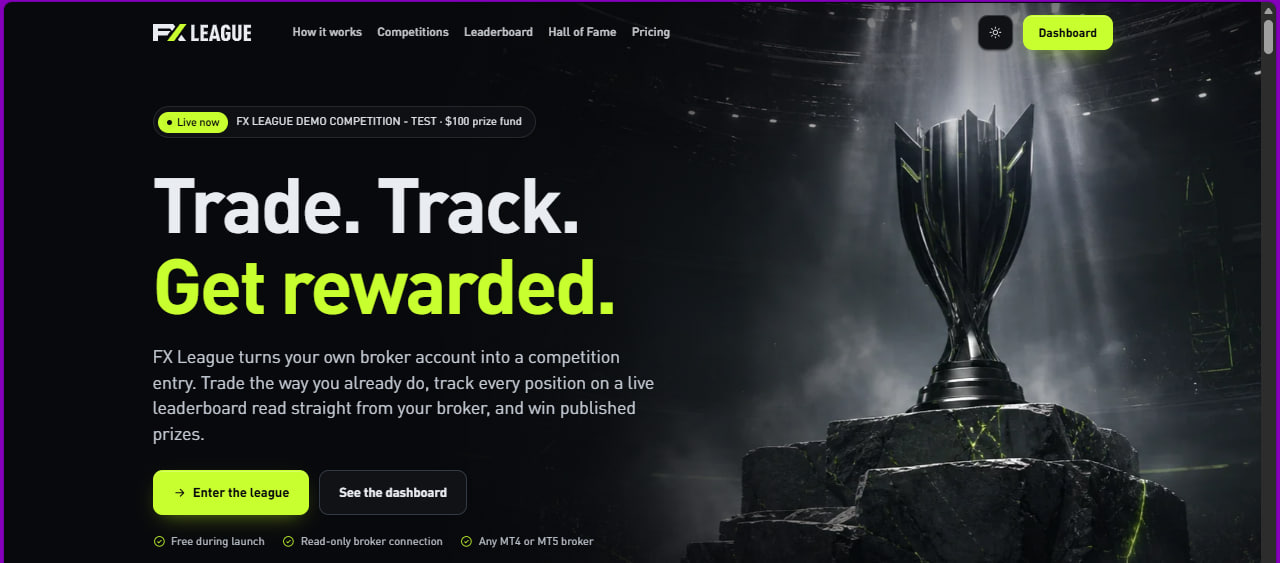 FX LEAGUE
How it works
Competitions
Leaderboard
Hall of Fame
Pricing
Dashboard
Live now
FX LEAGUE DEMO COMPETITION - TEST · $100 prize fund
Trade. Track.
Get rewarded.
FX League turns your own broker account into a competition
entry. Trade the way you already do, track every position on a live
leaderboard read straight from your broker, and win published
prizes.
Enter the league
See the dashboard
Free during launch
Read-only broker connection
Any MT4 or MT5 broker